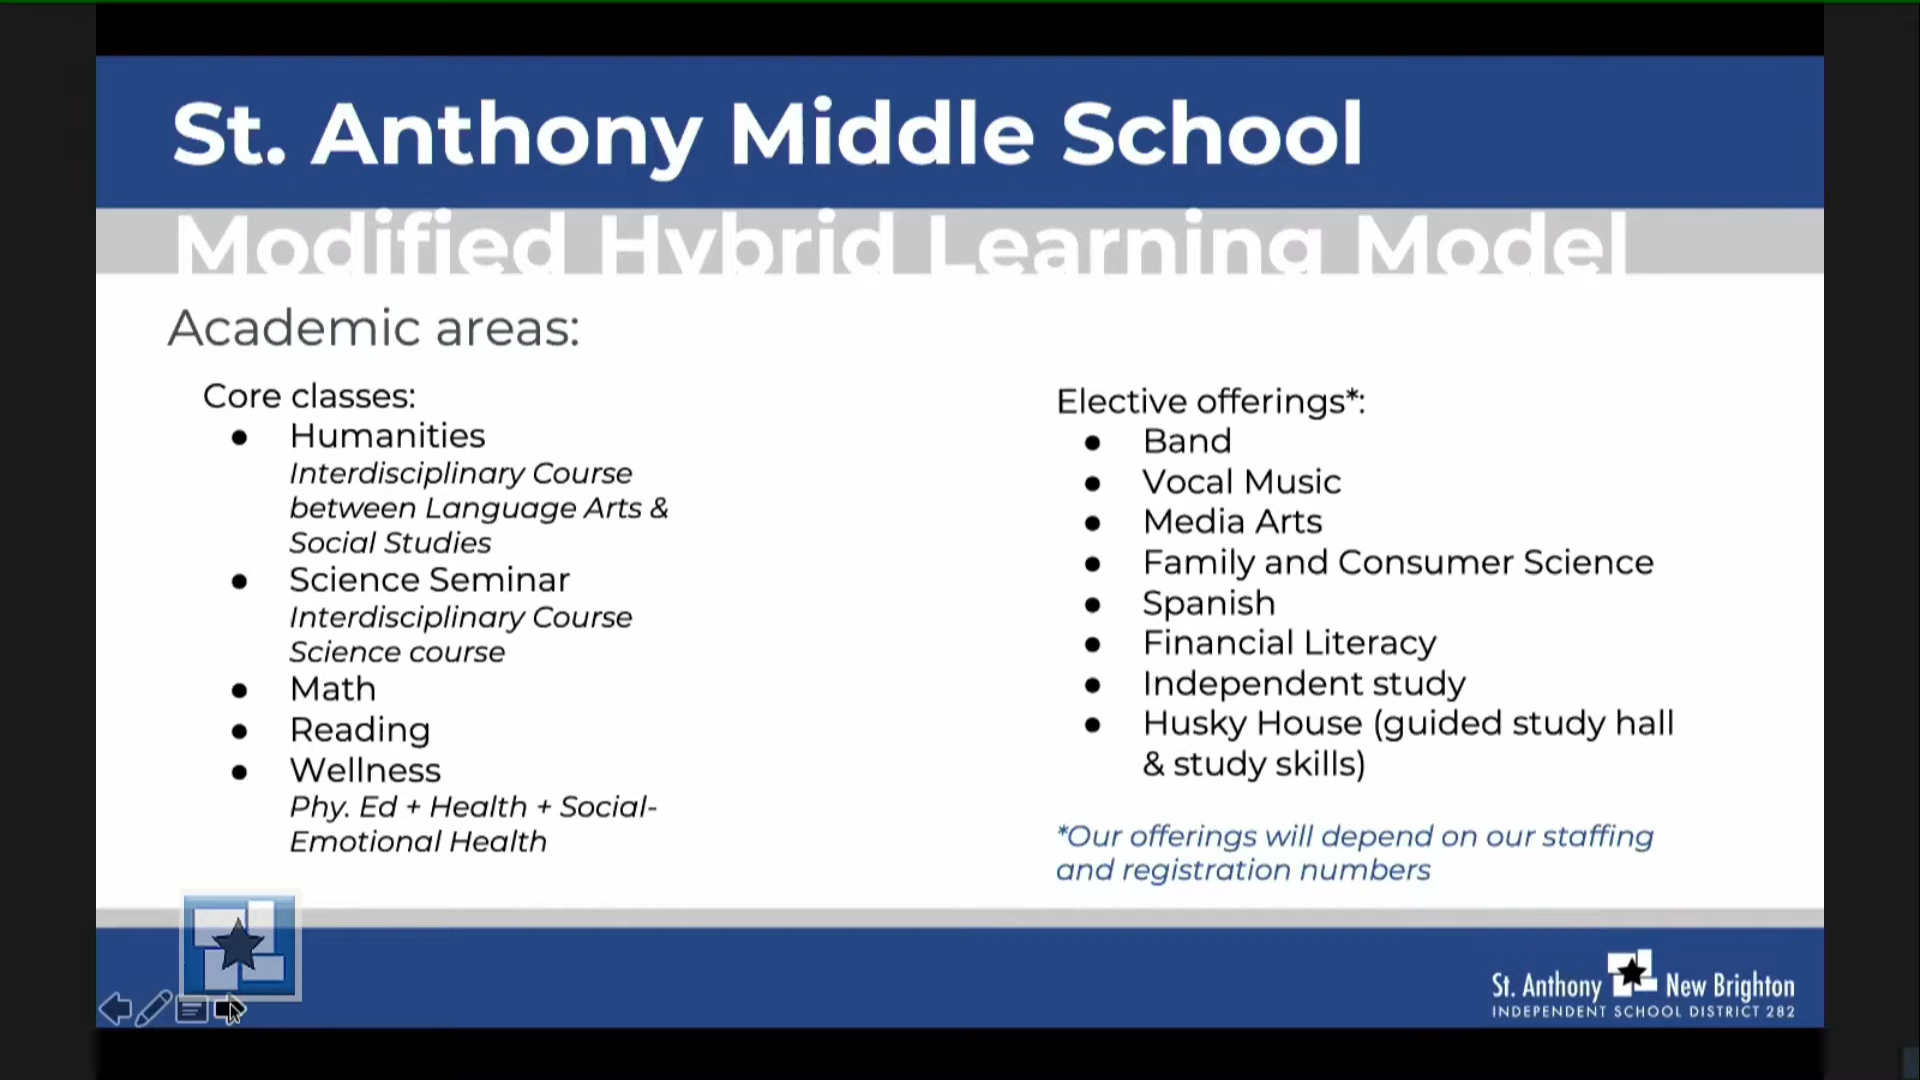 St. Anthony Middle School
Modified Hybrid Learning Model
Academic areas:
Core classes:
● Humanities
Interdisciplinary Course
between Language Arts &
Social Studies
● Science Seminar
Interdisciplinary Course
Science course
● Math
● Reading
● Wellness
Phy. Ed + Health + Social-
Emotional Health
Elective offerings*:
● Band
● Vocal Music
● Media Arts
● Family and Consumer Science
● Spanish
● Financial Literacy
● Independent study
● Husky House (guided study hall
& study skills)
*Our offerings will depend on our staffing
and registration numbers
St. Anthony New Brighton
INDEPENDENT SCHOOL DISTRICT 282